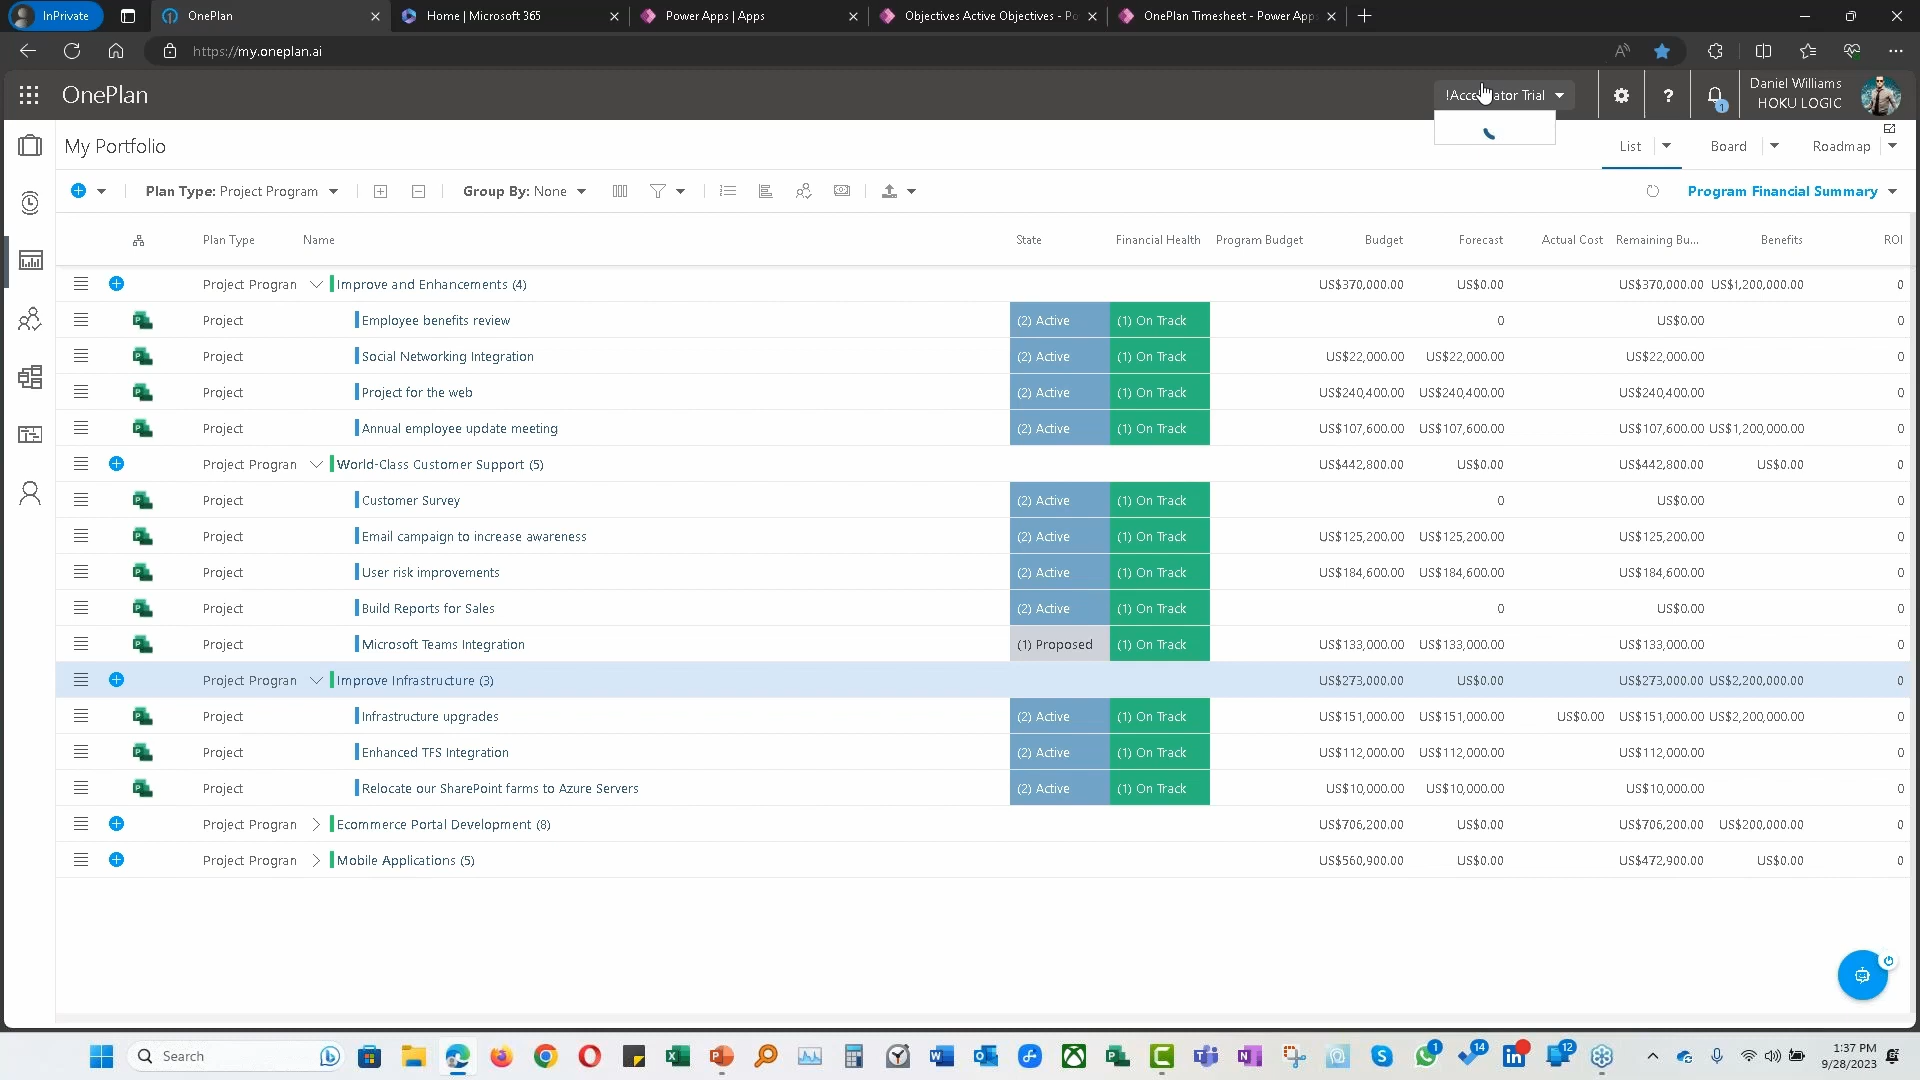 InPrivate
OnePlan
Home | Microsoft 365
Power Apps | Apps
Objectives Active Objectives - Po
OnePlan Timesheet - Power Apps
https://my.oneplan.ai
OnePlan
Daniel Williams
HOKU LOGIC
1
My Portfolio
List
Board
Roadmap
Plan Type: Project Program
Group By: None
Program Financial Summary
Plan Type Name State Financial Health Program Budget Budget Forecast Actual Cost Remaining Bu... Benefits ROI
Project Progran Improve and Enhancements (4) US$370,000.00 US$0.00 US$370,000.00 US$1,200,000.00 0
Project Employee benefits review (2) Active (1) On Track 0 US$0.00 0
Project Social Networking Integration (2) Active (1) On Track US$22,000.00 US$22,000.00 US$22,000.00 0
Project Project for the web (2) Active (1) On Track US$240,400.00 US$240,400.00 US$240,400.00 0
Project Annual employee update meeting (2) Active (1) On Track US$107,600.00 US$107,600.00 US$107,600.00 US$1,200,000.00 0
Project Progran World-Class Customer Support (5) US$442,800.00 US$0.00 US$442,800.00 US$0.00 0
Project Customer Survey (2) Active (1) On Track 0 US$0.00 0
Project Email campaign to increase awareness (2) Active (1) On Track US$125,200.00 US$125,200.00 US$125,200.00 0
Project User risk improvements (2) Active (1) On Track US$184,600.00 US$184,600.00 US$184,600.00 0
Project Build Reports for Sales (2) Active (1) On Track 0 US$0.00 0
Project Microsoft Teams Integration (1) Proposed (1) On Track US$133,000.00 US$133,000.00 US$133,000.00 0
Project Progran Improve Infrastructure (3) US$273,000.00 US$0.00 US$273,000.00 US$2,200,000.00 0
Project Infrastructure upgrades (2) Active (1) On Track US$151,000.00 US$151,000.00 US$0.00 US$151,000.00 US$2,200,000.00 0
Project Enhanced TFS Integration (2) Active (1) On Track US$112,000.00 US$112,000.00 US$112,000.00 0
Project Relocate our SharePoint farms to Azure Servers (2) Active (1) On Track US$10,000.00 US$10,000.00 US$10,000.00 0
Project Progran Ecommerce Portal Development (8) US$706,200.00 US$0.00 US$706,200.00 US$200,000.00 0
Project Progran Mobile Applications (5) US$560,900.00 US$0.00 US$472,900.00 US$0.00 0
Search
1
14
12
1:37 PM
9/28/2023